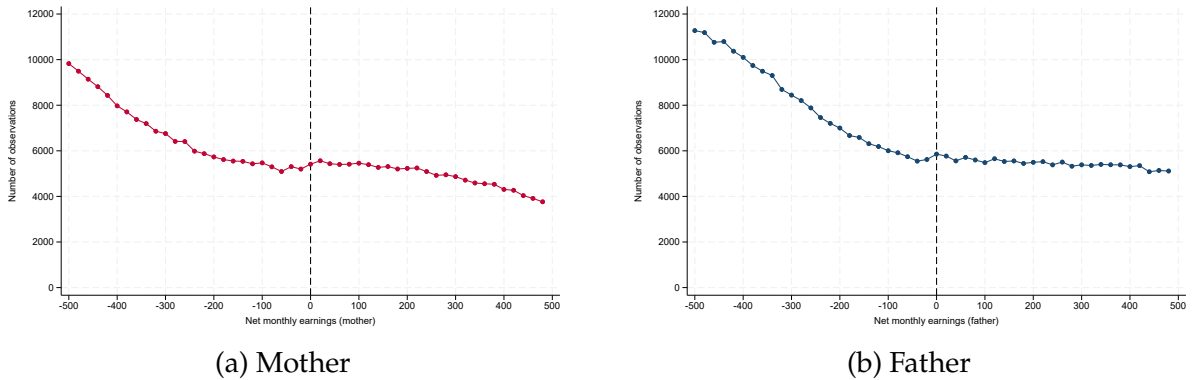 12000
10000
8000
6000
4000
2000
0
Number of observations
-500 -400 -300 -200 -100 0 100 200 300 400 500
Net monthly earnings (mother)
(a) Mother
12000
10000
8000
6000
4000
2000
0
Number of observations
-500 -400 -300 -200 -100 0 100 200 300 400 500
Net monthly earnings (father)
(b) Father